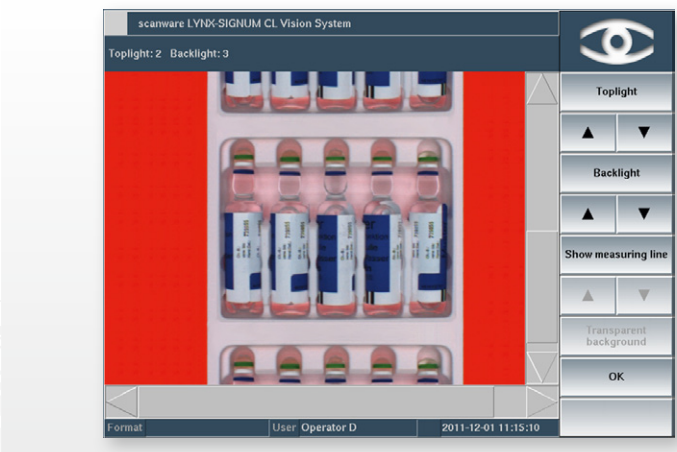 scanware LYNX-SIGNUM CL Vision System
Toplight: 2 Backlight: 3
Toplight
▲ ▼
Backlight
▲ ▼
Show measuring line
▲ ▼
Transparent
background
OK
Format
User Operator D
2011-12-01 11:15:10